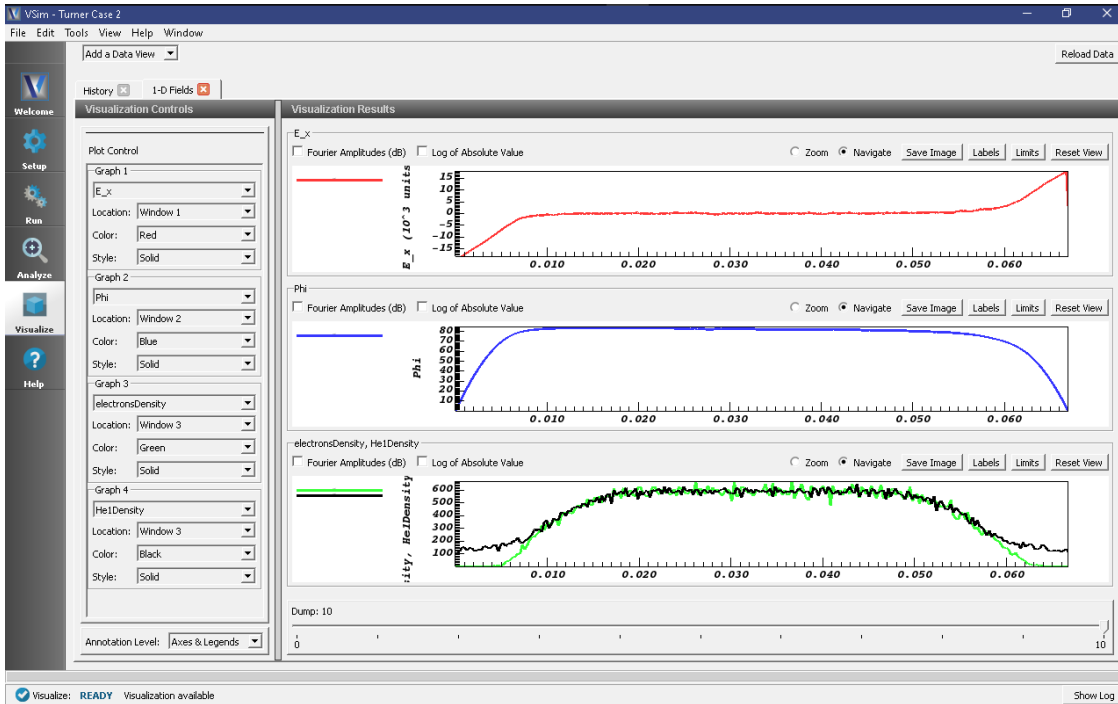 VSim - Turner Case 2
File Edit Tools View Help Window
Add a Data View
Reload Data
History
1-D Fields
Welcome
Setup
Run
Analyze
Visualize
Help
Visualization Controls
Plot Control
Graph 1
E_x
Location: Window 1
Color: Red
Style: Solid
Graph 2
Phi
Location: Window 2
Color: Blue
Style: Solid
Graph 3
electronsDensity
Location: Window 3
Color: Green
Style: Solid
Graph 4
He1Density
Location: Window 3
Color: Black
Style: Solid
Annotation Level: Axes & Legends
Visualization Results
E_x
Fourier Amplitudes (dB) Log of Absolute Value Zoom Navigate Save Image Labels Limits Reset View
E_x (10^3 units
15
10
5
0
-5
-10
-15
0.010 0.020 0.030 0.040 0.050 0.060
Phi
Fourier Amplitudes (dB) Log of Absolute Value Zoom Navigate Save Image Labels Limits Reset View
Phi
80
70
60
50
40
30
20
10
0.010 0.020 0.030 0.040 0.050 0.060
electronsDensity, He1Density
Fourier Amplitudes (dB) Log of Absolute Value Zoom Navigate Save Image Labels Limits Reset View
sity, He1Density
600
500
400
300
200
100
0.010 0.020 0.030 0.040 0.050 0.060
Dump: 10
0 10
Visualize: READY Visualization available
Show Log